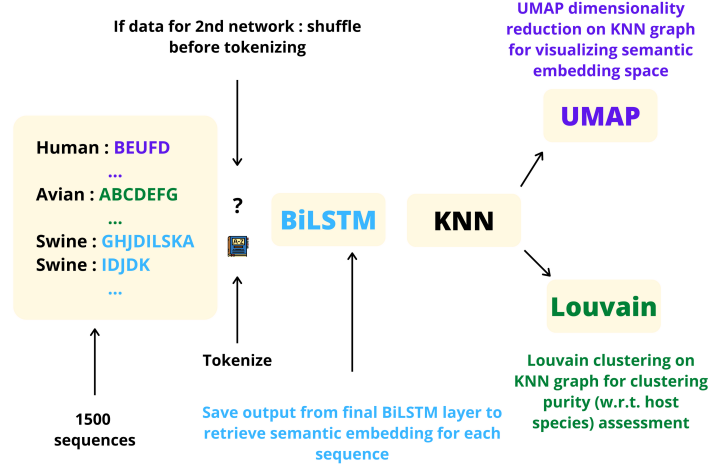 UMAP dimensionality
reduction on KNN graph
for visualizing semantic
embedding space
If data for 2nd network : shuffle
before tokenizing
UMAP
Human : BEUFD
...
Avian : ABCDEFG
...
Swine : GHJDILSKA
Swine : IDJDK
...
?
BiLSTM
KNN
Louvain
Tokenize
Louvain clustering on
KNN graph for clustering
purity (w.r.t. host
species) assessment
1500
sequences
Save output from final BiLSTM layer to
retrieve semantic embedding for each
sequence